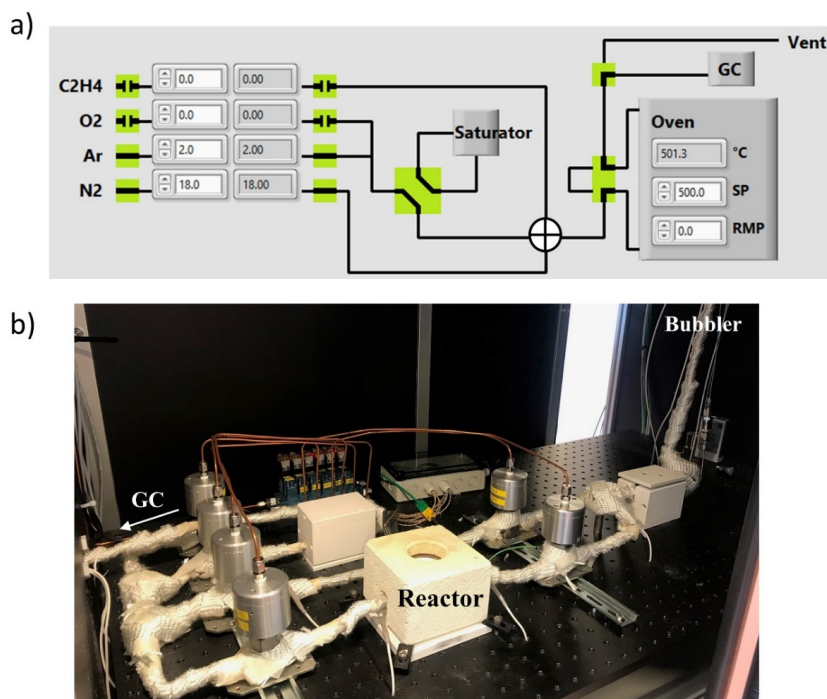 a)
Vent
C2H4 0.0 0.00
GC
O2 0.0 0.00
Saturator
Oven
Ar 2.0 2.00
501.3 °C
N2 18.0 18.00
500.0 SP
0.0 RMP
b)
Bubbler
GC
Reactor